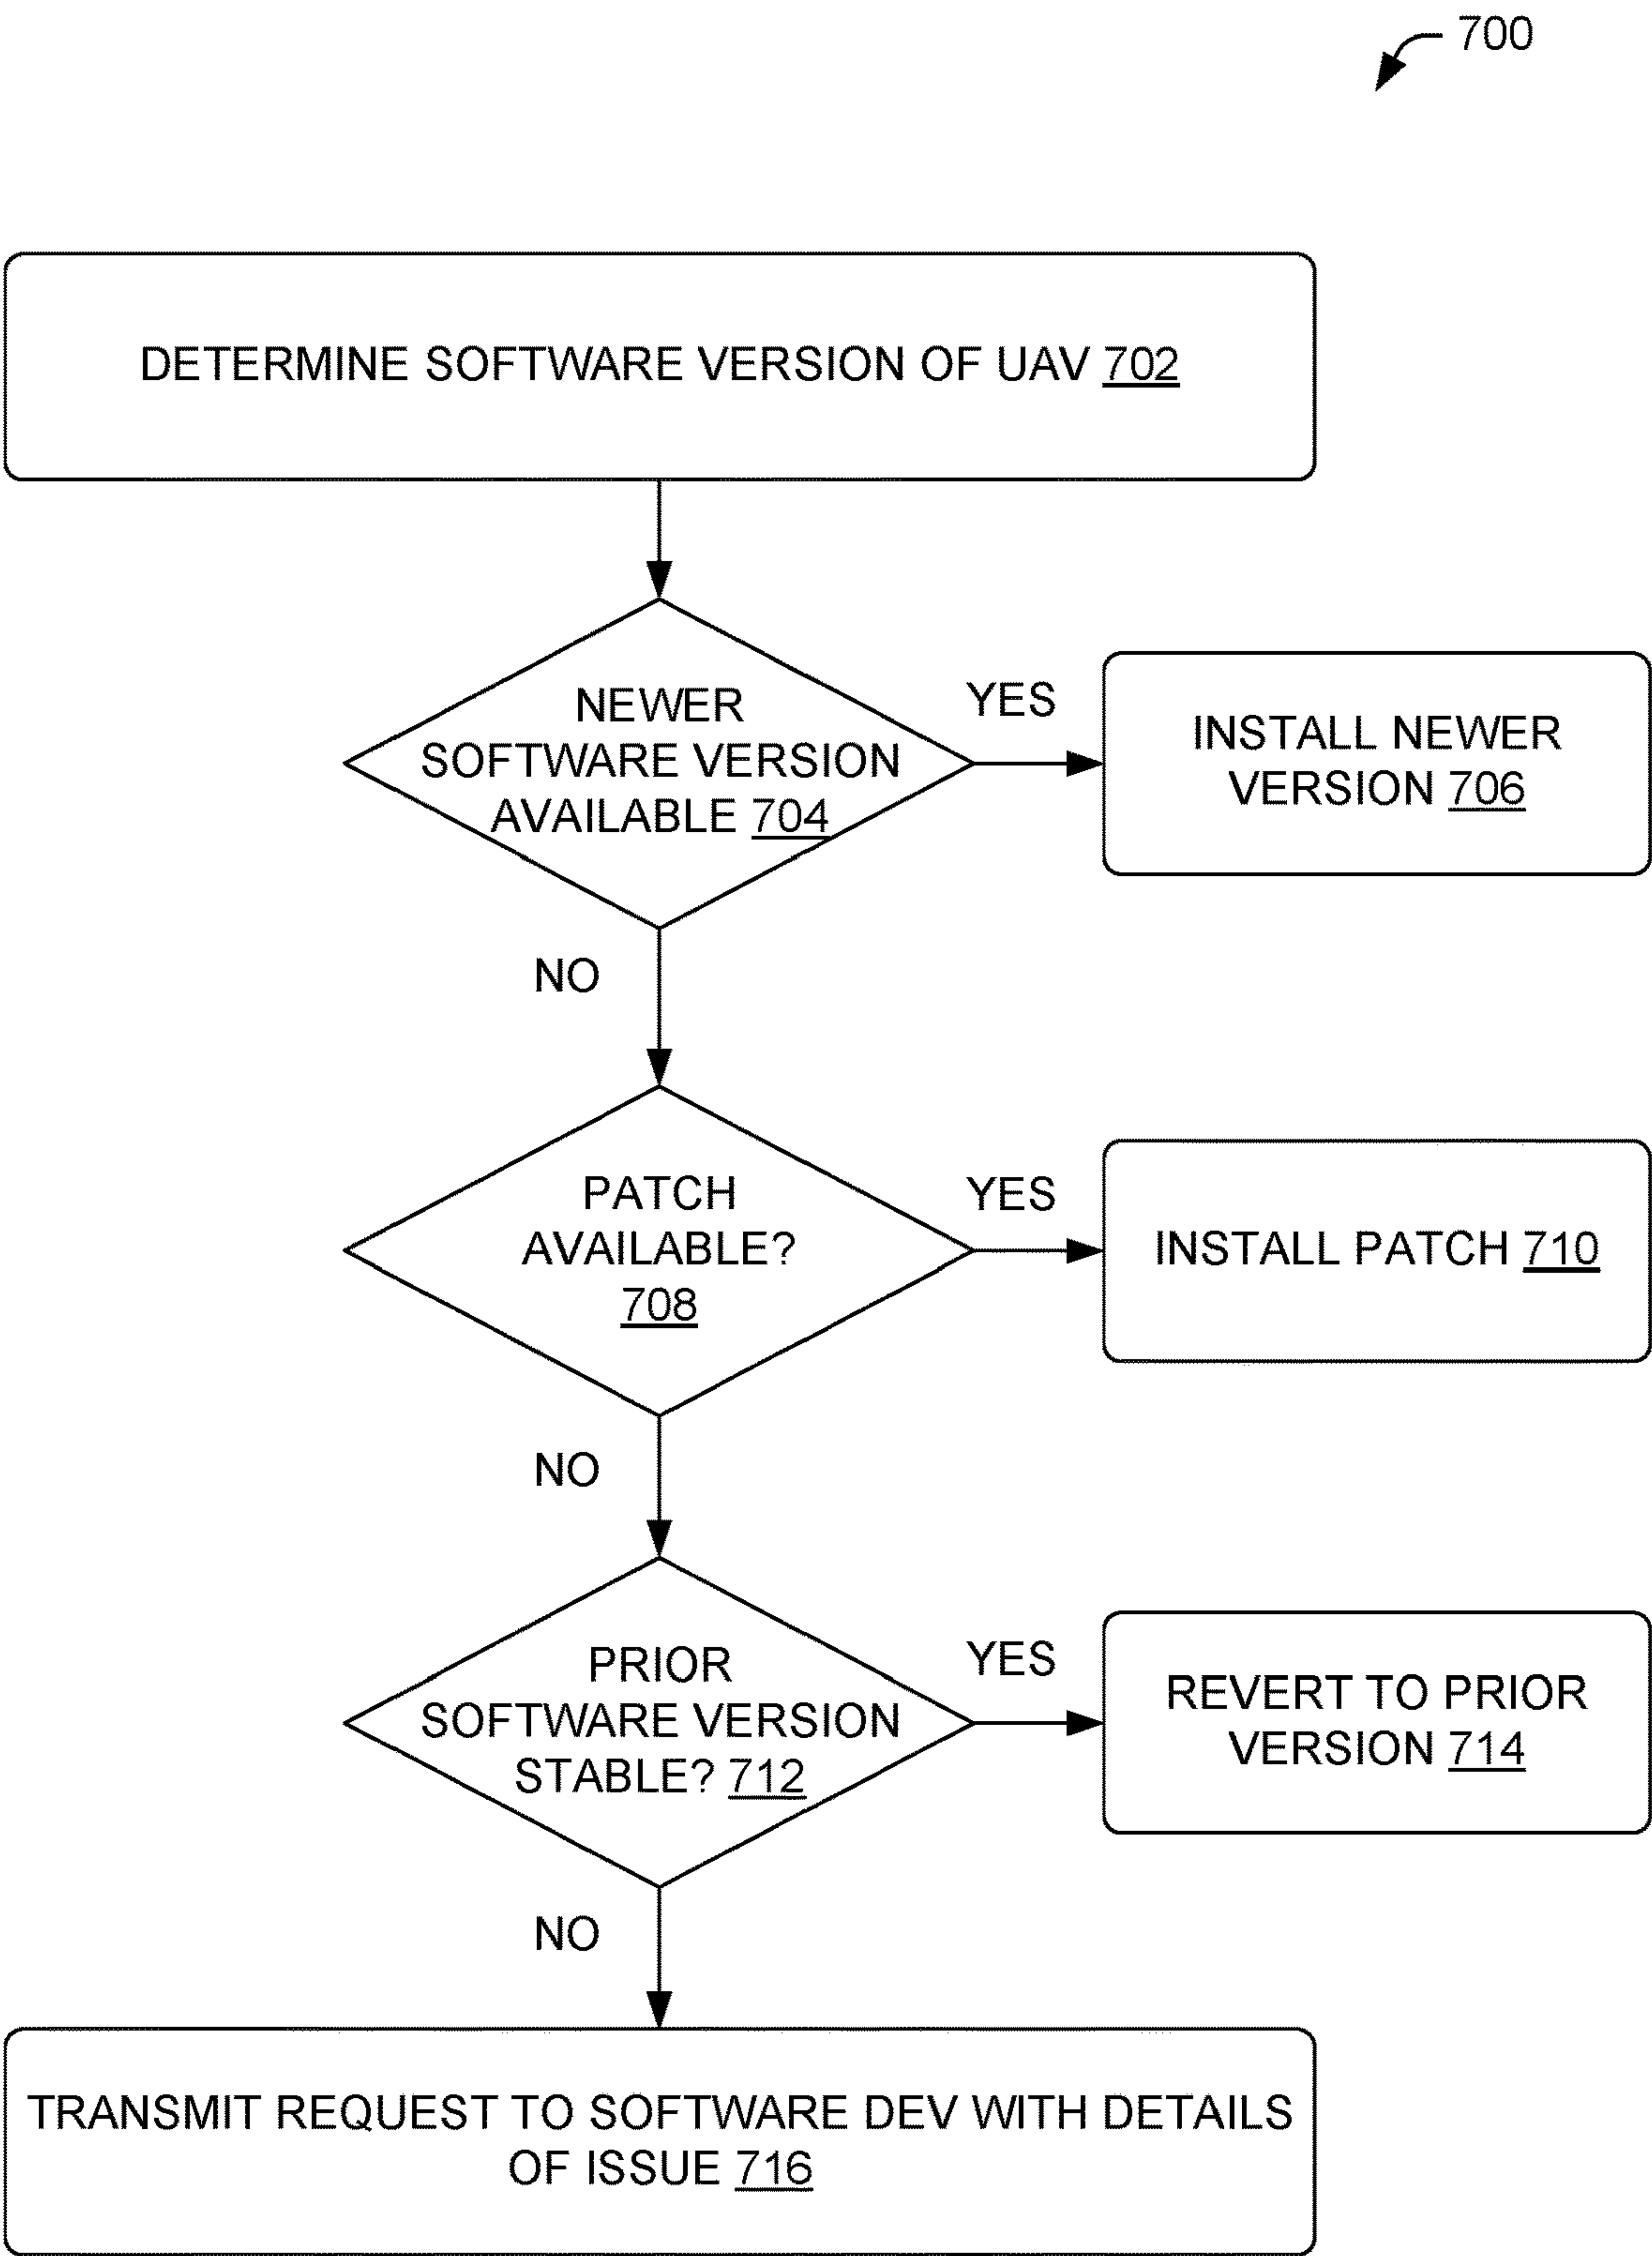 700
DETERMINE SOFTWARE VERSION OF UAV 702
NEWER
SOFTWARE VERSION
AVAILABLE 704
YES
INSTALL NEWER
VERSION 706
NO
PATCH
AVAILABLE?
708
YES
INSTALL PATCH 710
NO
PRIOR
SOFTWARE VERSION
STABLE? 712
YES
REVERT TO PRIOR
VERSION 714
NO
TRANSMIT REQUEST TO SOFTWARE DEV WITH DETAILS
OF ISSUE 716